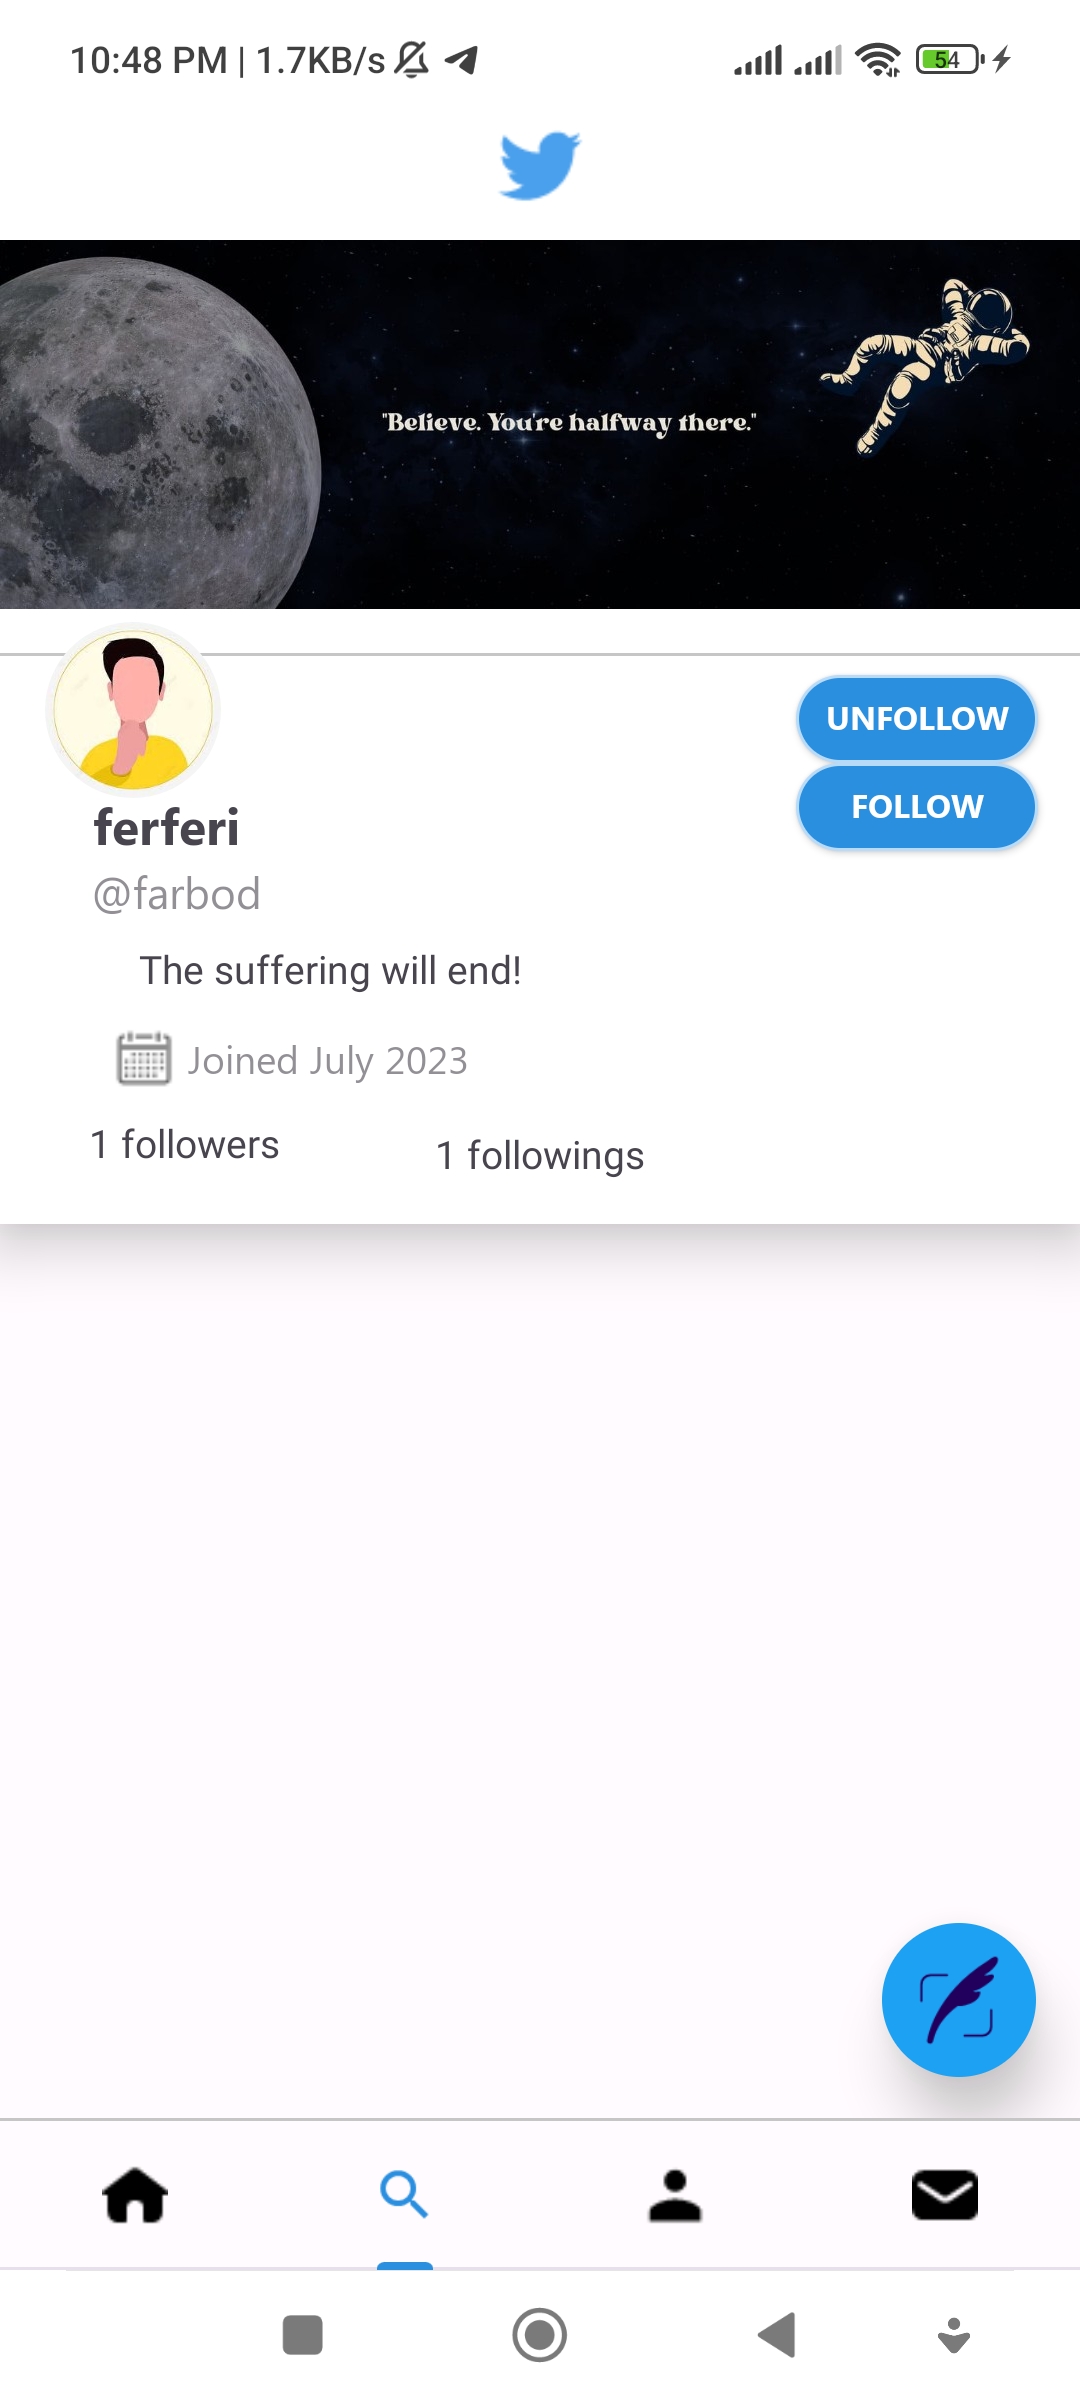 10:48 PM | 1.7KB/s
54
"Believe. You're halfway there."
UNFOLLOW
FOLLOW
ferferi
@farbod
The suffering will end!
Joined July 2023
1 followers
1 followings